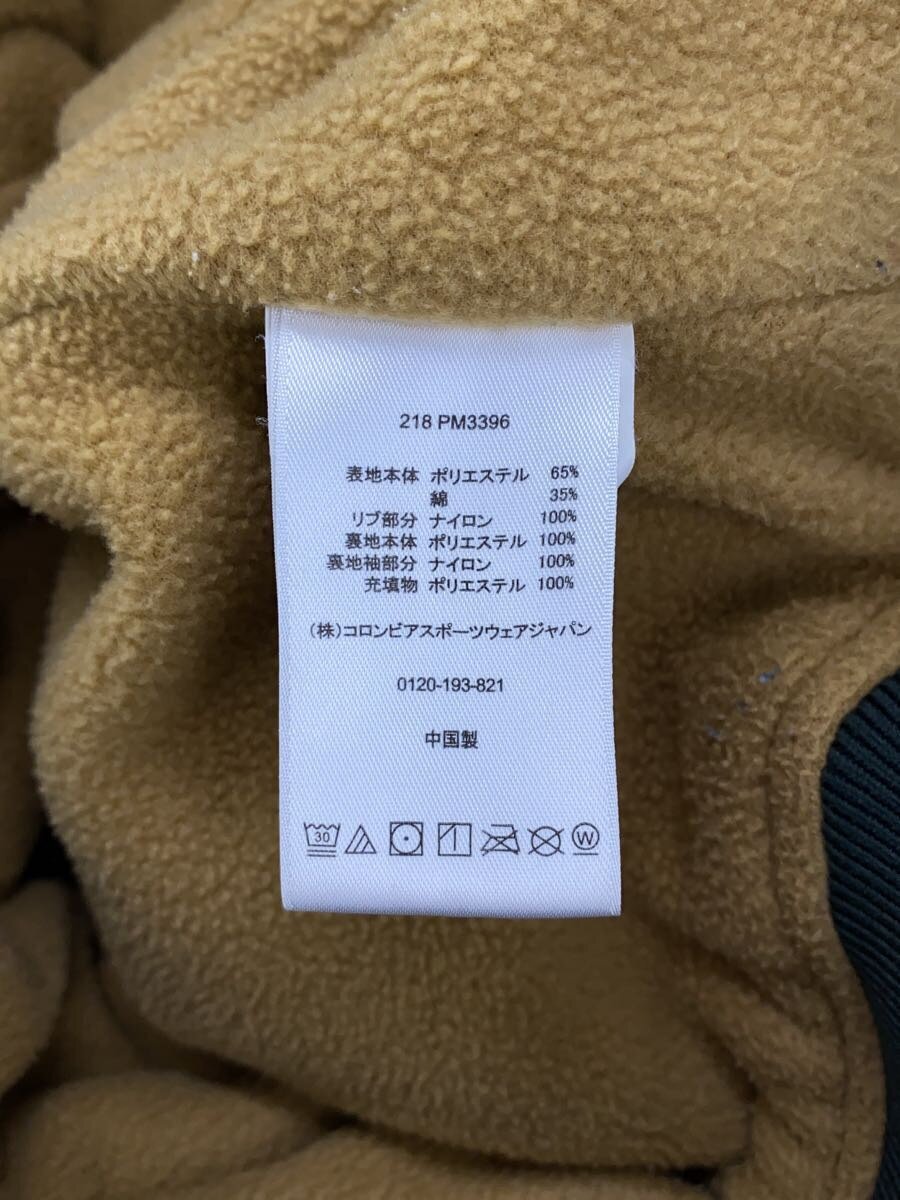 218 PM3396
表地本体 ポリエステル 65%
綿 35%
リブ部分 ナイロン 100%
裏地本体 ポリエステル 100%
裏地袖部分 ナイロン 100%
充填物 ポリエステル 100%
(株)コロンビアスポーツウェアジャパン
0120-193-821
中国製
30 W